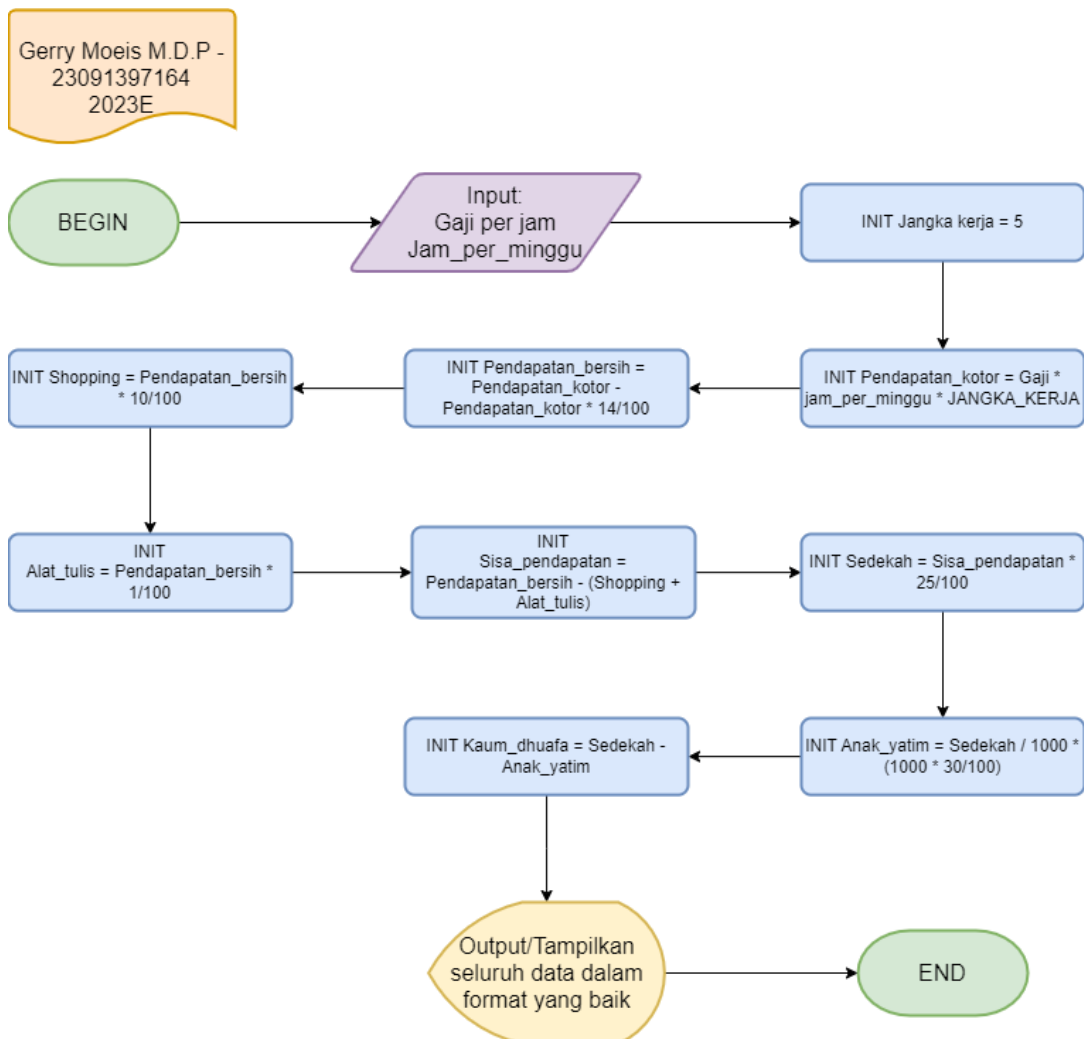 Gerry Moeis M.D.P -
23091397164
2023E
BEGIN
Input:
Gaji per jam
Jam_per_minggu
INIT Jangka kerja = 5
INIT Pendapatan_kotor = Gaji *
jam_per_minggu * JANGKA_KERJA
INIT Pendapatan_bersih =
Pendapatan_kotor -
Pendapatan_kotor * 14/100
INIT Shopping = Pendapatan_bersih
* 10/100
INIT
Alat_tulis = Pendapatan_bersih *
1/100
INIT
Sisa_pendapatan =
Pendapatan_bersih - (Shopping +
Alat_tulis)
INIT Sedekah = Sisa_pendapatan *
25/100
INIT Anak_yatim = Sedekah / 1000 *
(1000 * 30/100)
INIT Kaum_dhuafa = Sedekah -
Anak_yatim
Output/Tampilkan
seluruh data dalam
format yang baik
END